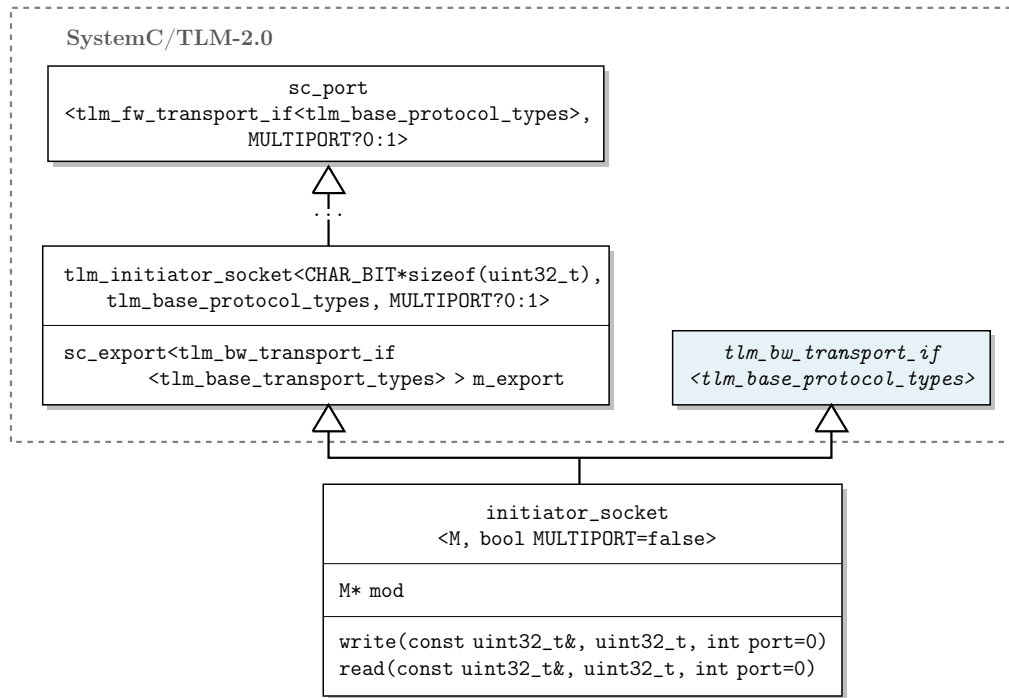 SystemC/TLM-2.0
sc_port
<tlm_fw_transport_if<tlm_base_protocol_types>,
MULTIPORT?0:1>
...
tlm_initiator_socket<CHAR_BIT*sizeof(uint32_t),
tlm_base_protocol_types, MULTIPORT?0:1>
sc_export<tlm_bw_transport_if
<tlm_base_transport_types> > m_export
tlm_bw_transport_if
<tlm_base_protocol_types>
initiator_socket
<M, bool MULTIPORT=false>
M* mod
write(const uint32_t&, uint32_t, int port=0)
read(const uint32_t&, uint32_t, int port=0)